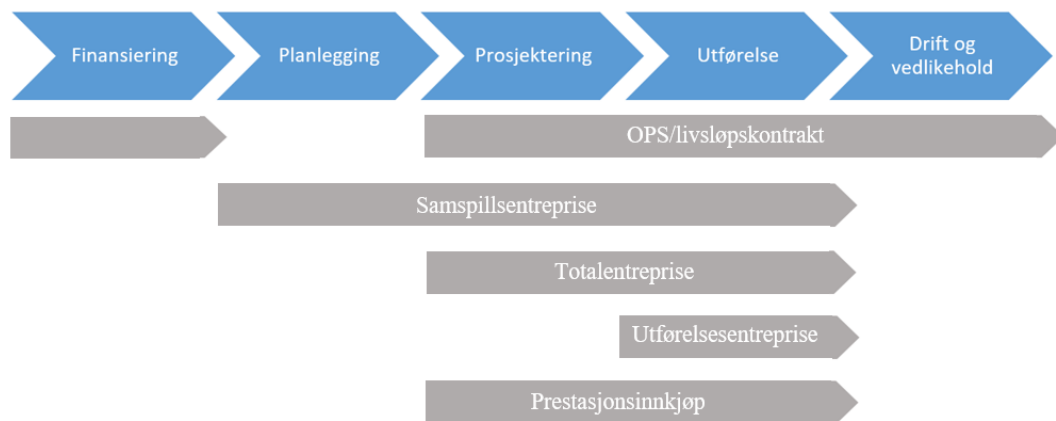 Finansiering
Planlegging
Prosjektering
Utførelse
Drift og
vedlikehold
OPS/livsløpskontrakt
Samspillsentreprise
Totalentreprise
Utførelsesentreprise
Prestasjonsinnkjøp